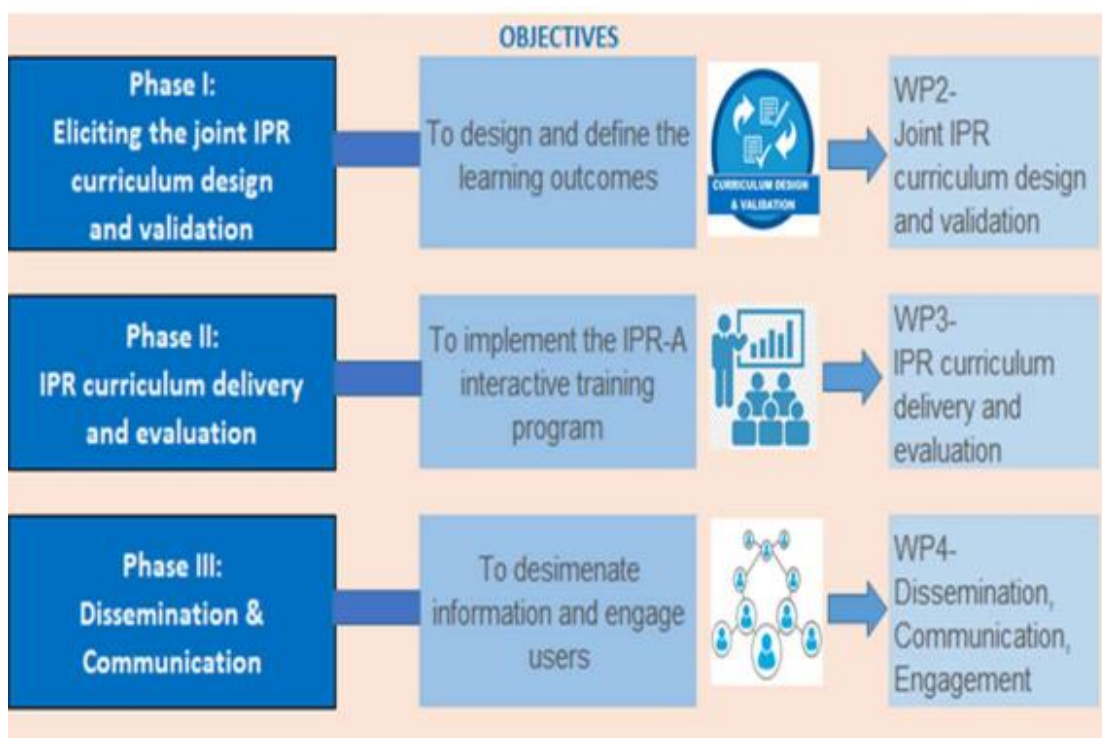 OBJECTIVES
Phase I:
Eliciting the joint IPR
curriculum design
and validation
To design and define the
learning outcomes
CURRICULUM DESIGN
& VALIDATION
WP2-
Joint IPR
curriculum design
and validation
Phase II:
IPR curriculum delivery
and evaluation
To implement the IPR-A
interactive training
program
WP3-
IPR curriculum
delivery and
evaluation
Phase III:
Dissemination &
Communication
To desimenate
information and engage
users
WP4-
Dissemination,
Communication,
Engagement